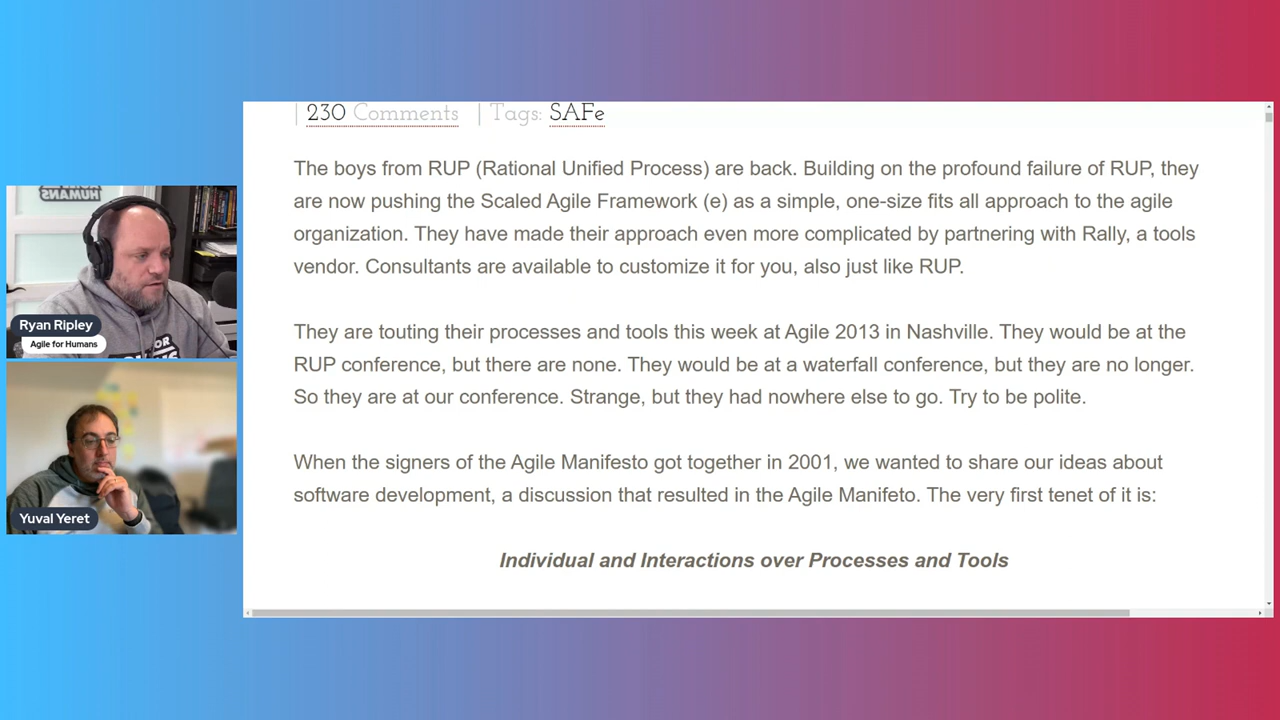 230 Comments | Tags: SAFe
The boys from RUP (Rational Unified Process) are back. Building on the profound failure of RUP, they
are now pushing the Scaled Agile Framework (e) as a simple, one-size fits all approach to the agile
organization. They have made their approach even more complicated by partnering with Rally, a tools
vendor. Consultants are available to customize it for you, also just like RUP.
They are touting their processes and tools this week at Agile 2013 in Nashville. They would be at the
RUP conference, but there are none. They would be at a waterfall conference, but they are no longer.
So they are at our conference. Strange, but they had nowhere else to go. Try to be polite.
When the signers of the Agile Manifesto got together in 2001, we wanted to share our ideas about
software development, a discussion that resulted in the Agile Manifeto. The very first tenet of it is:
Individual and Interactions over Processes and Tools
HUMANS
Ryan Ripley
Agile for Humans
Yuval Yeret